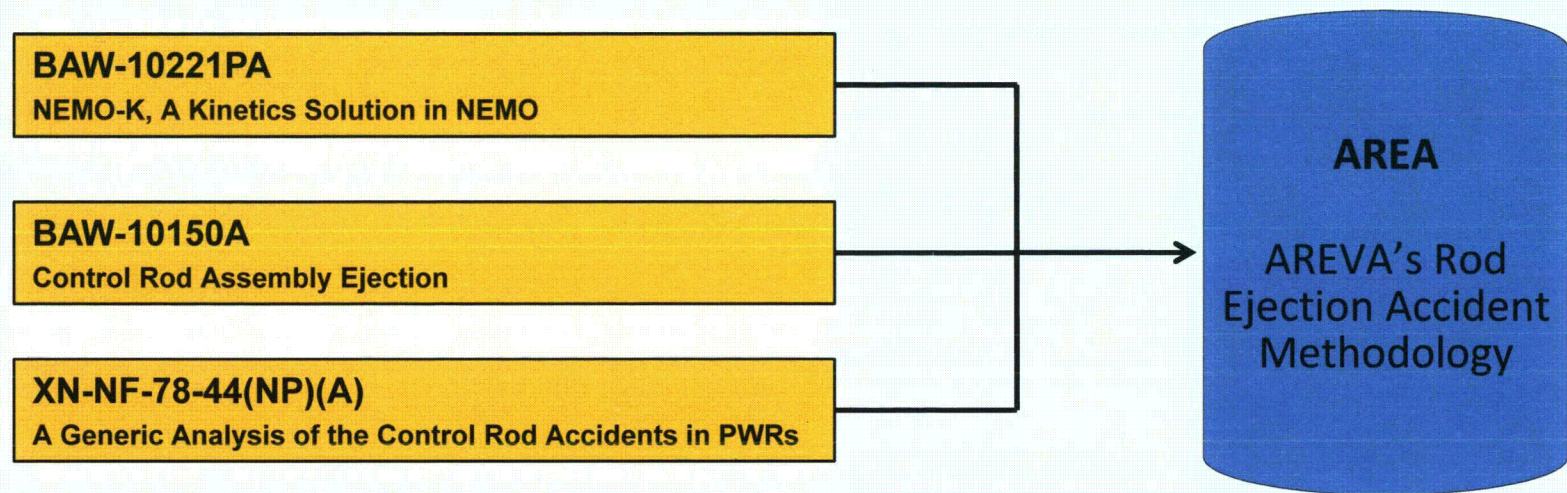 BAW-10221PA
NEMO-K, A Kinetics Solution in NEMO
BAW-10150A
Control Rod Assembly Ejection
XN-NF-78-44(NP)(A)
A Generic Analysis of the Control Rod Accidents in PWRs
AREA
AREVA's Rod
Ejection Accident
Methodology